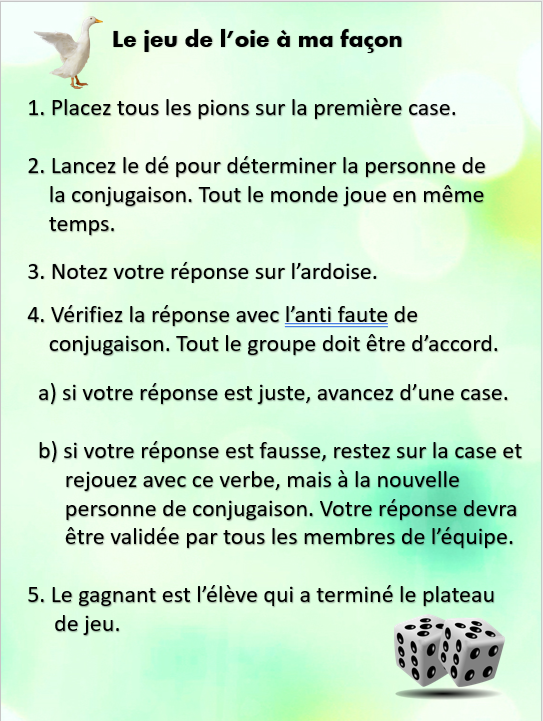 Le jeu de l’oie à ma façon
1. Placez tous les pions sur la première case.
2. Lancez le dé pour déterminer la personne de
la conjugaison. Tout le monde joue en même
temps.
3. Notez votre réponse sur l’ardoise.
4. Vérifiez la réponse avec l’anti faute de
conjugaison. Tout le groupe doit être d’accord.
a) si votre réponse est juste, avancez d’une case.
b) si votre réponse est fausse, restez sur la case et
rejouez avec ce verbe, mais à la nouvelle
personne de conjugaison. Votre réponse devra
être validée par tous les membres de l’équipe.
5. Le gagnant est l’élève qui a terminé le plateau
de jeu.